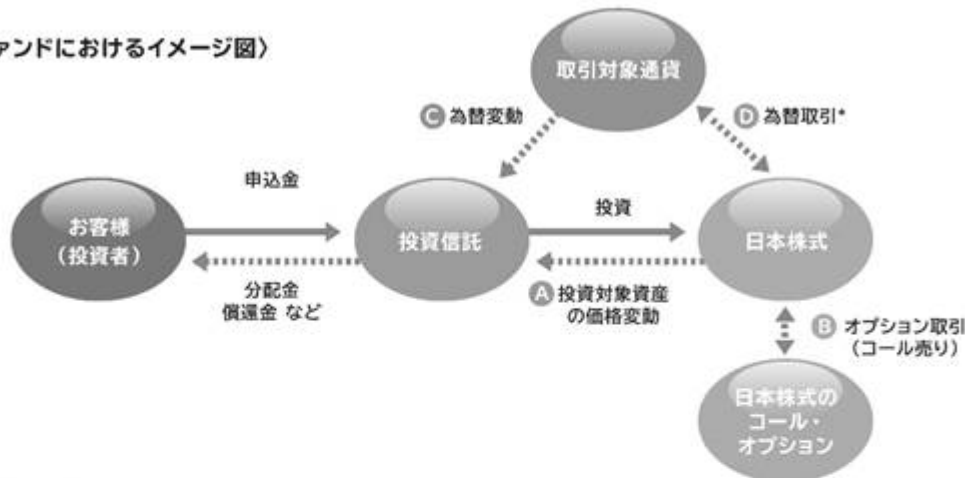 ァンドにおけるイメージ図〉
取引対象通貨
C 為替変動
D 為替取引*
申込金
投資
お客様
(投資者)
投資信託
日本株式
分配金
償還金 など
A 投資対象資産
の価格変動
B オプション取引
(コール売り)
日本株式の
コール・
オプション